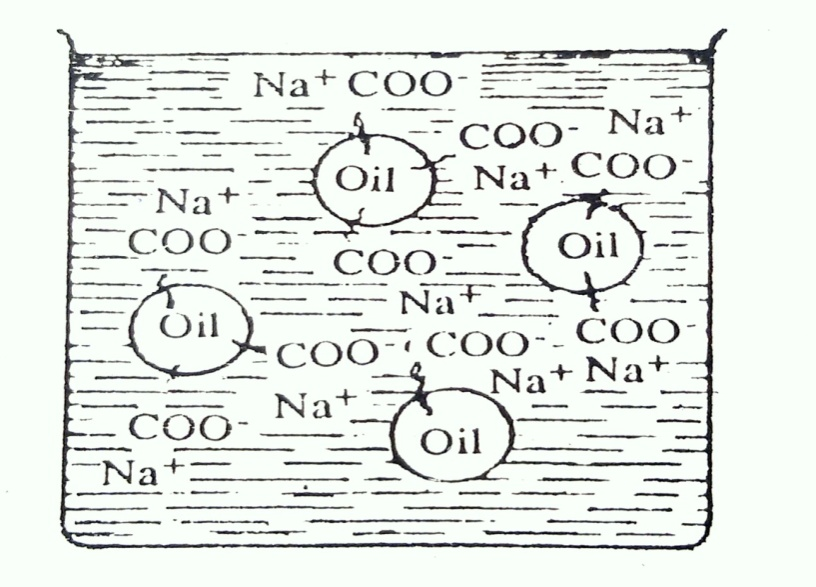 Na⁺ COO⁻
COO⁻ Na⁺
Oil Na⁺ COO⁻
Na⁺
COO⁻ COO⁻ Oil
Na⁺
Oil COO⁻ COO⁻ COO⁻
Na⁺ Na⁺
Na⁺
COO⁻ Oil
Na⁺